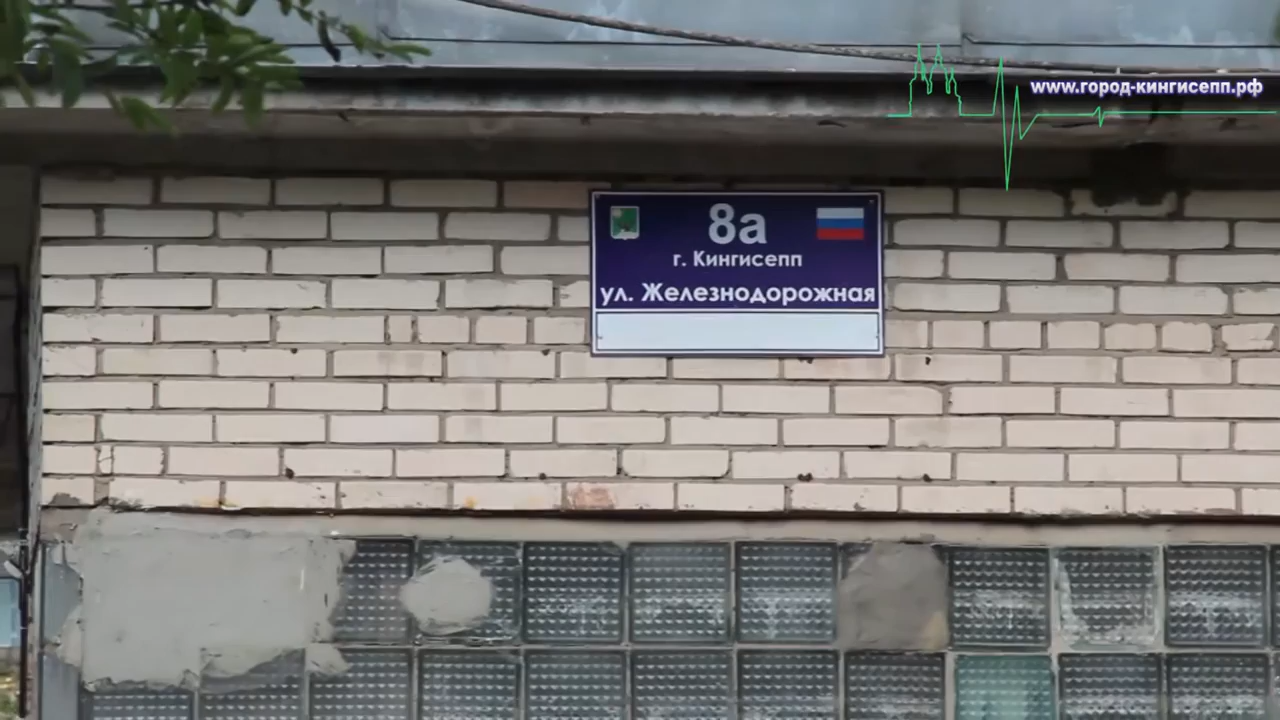 www.город-кингисепп.рф
8а
г. Кингисепп
ул. Железнодорожная